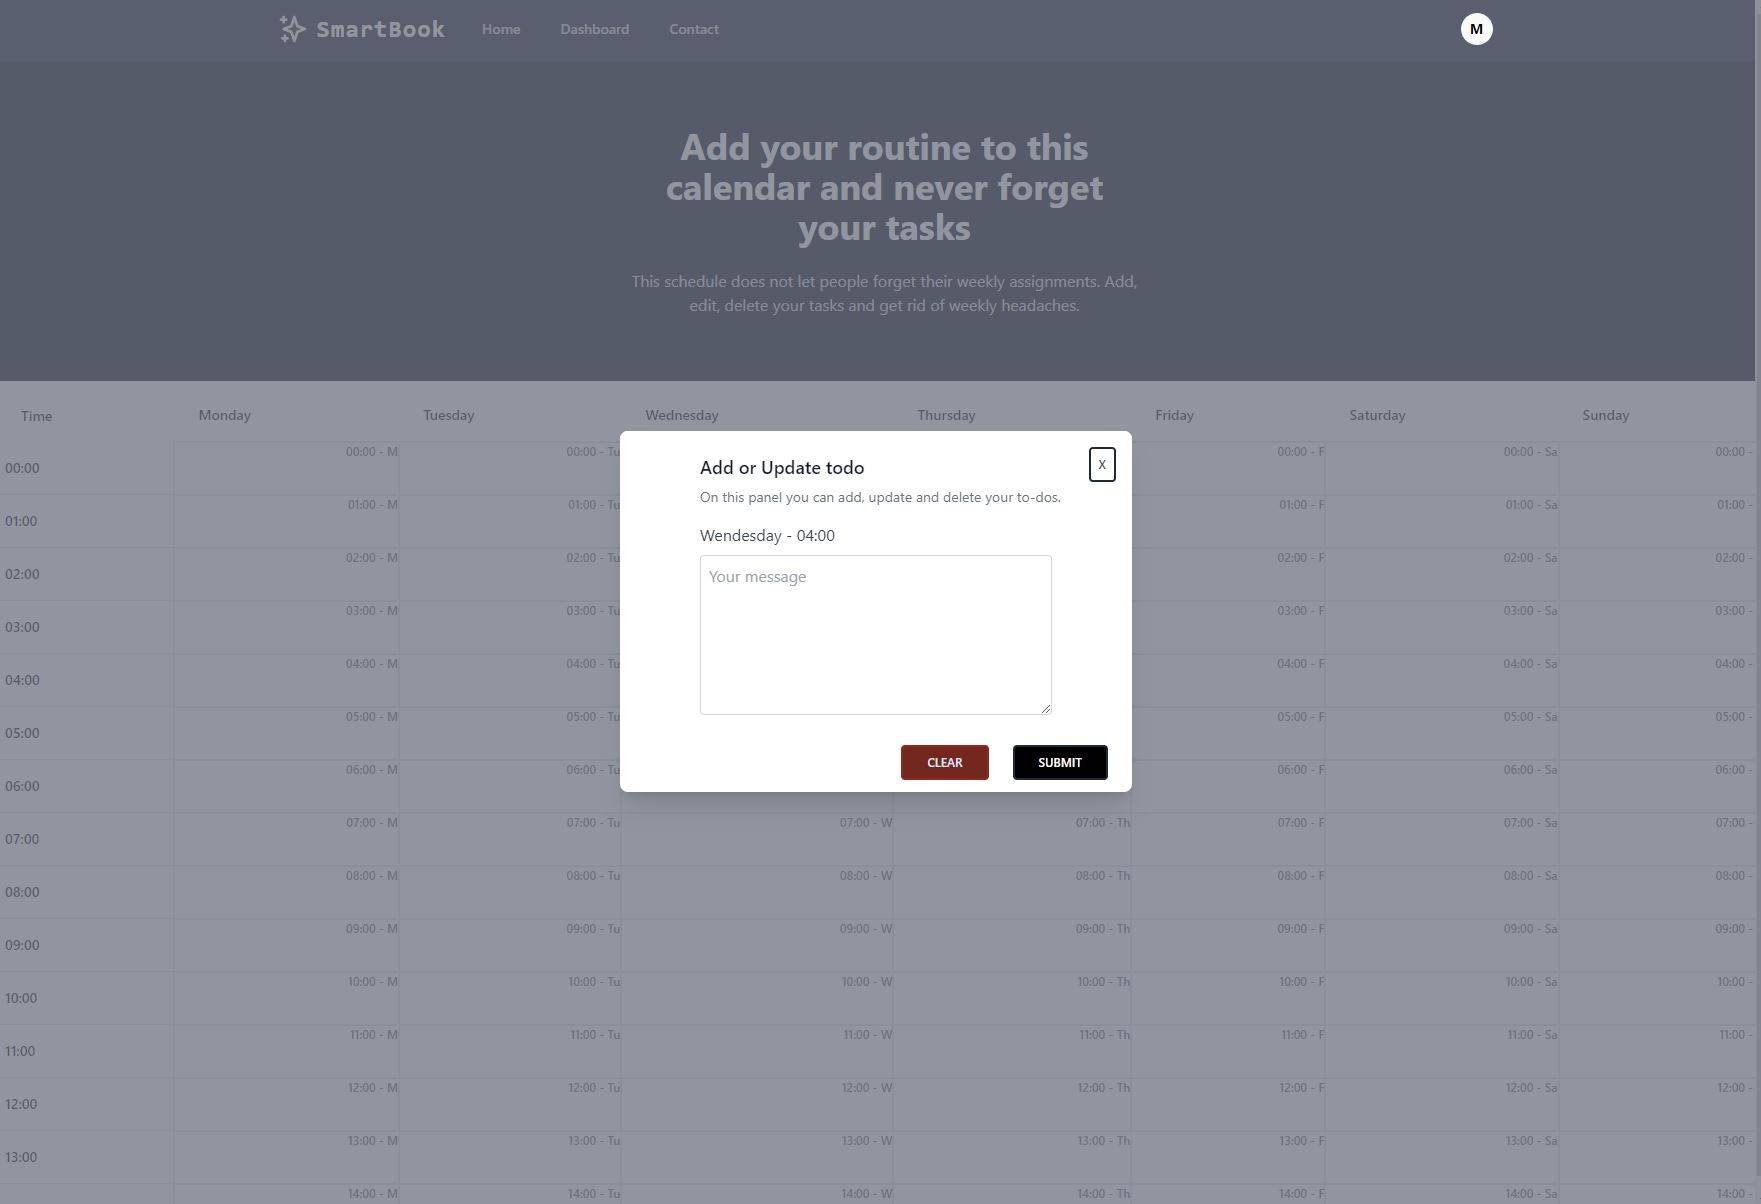 SmartBook Home Dashboard Contact M
Add your routine to this
calendar and never forget
your tasks
This schedule does not let people forget their weekly assignments. Add,
edit, delete your tasks and get rid of weekly headaches.
Time Monday Tuesday Wednesday Thursday Friday Saturday Sunday
Add or Update todo X
On this panel you can add, update and delete your to-dos.
Wendesday - 04:00
Your message
CLEAR SUBMIT
00:00 00:00 - M 00:00 - Tu 00:00 - F 00:00 - Sa 00:00 -
01:00 01:00 - M 01:00 - Tu 01:00 - F 01:00 - Sa 01:00 -
02:00 02:00 - M 02:00 - Tu 02:00 - F 02:00 - Sa 02:00 -
03:00 03:00 - M 03:00 - Tu 03:00 - F 03:00 - Sa 03:00 -
04:00 04:00 - M 04:00 - Tu 04:00 - F 04:00 - Sa 04:00 -
05:00 05:00 - M 05:00 - Tu 05:00 - F 05:00 - Sa 05:00 -
06:00 06:00 - M 06:00 - Tu 06:00 - F 06:00 - Sa 06:00 -
07:00 07:00 - M 07:00 - Tu 07:00 - W 07:00 - Th 07:00 - F 07:00 - Sa 07:00 -
08:00 08:00 - M 08:00 - Tu 08:00 - W 08:00 - Th 08:00 - F 08:00 - Sa 08:00 -
09:00 09:00 - M 09:00 - Tu 09:00 - W 09:00 - Th 09:00 - F 09:00 - Sa 09:00 -
10:00 10:00 - M 10:00 - Tu 10:00 - W 10:00 - Th 10:00 - F 10:00 - Sa 10:00 -
11:00 11:00 - M 11:00 - Tu 11:00 - W 11:00 - Th 11:00 - F 11:00 - Sa 11:00 -
12:00 12:00 - M 12:00 - Tu 12:00 - W 12:00 - Th 12:00 - F 12:00 - Sa 12:00 -
13:00 13:00 - M 13:00 - Tu 13:00 - W 13:00 - Th 13:00 - F 13:00 - Sa 13:00 -
14:00 - M 14:00 - Tu 14:00 - W 14:00 - Th 14:00 - F 14:00 - Sa 14:00 -